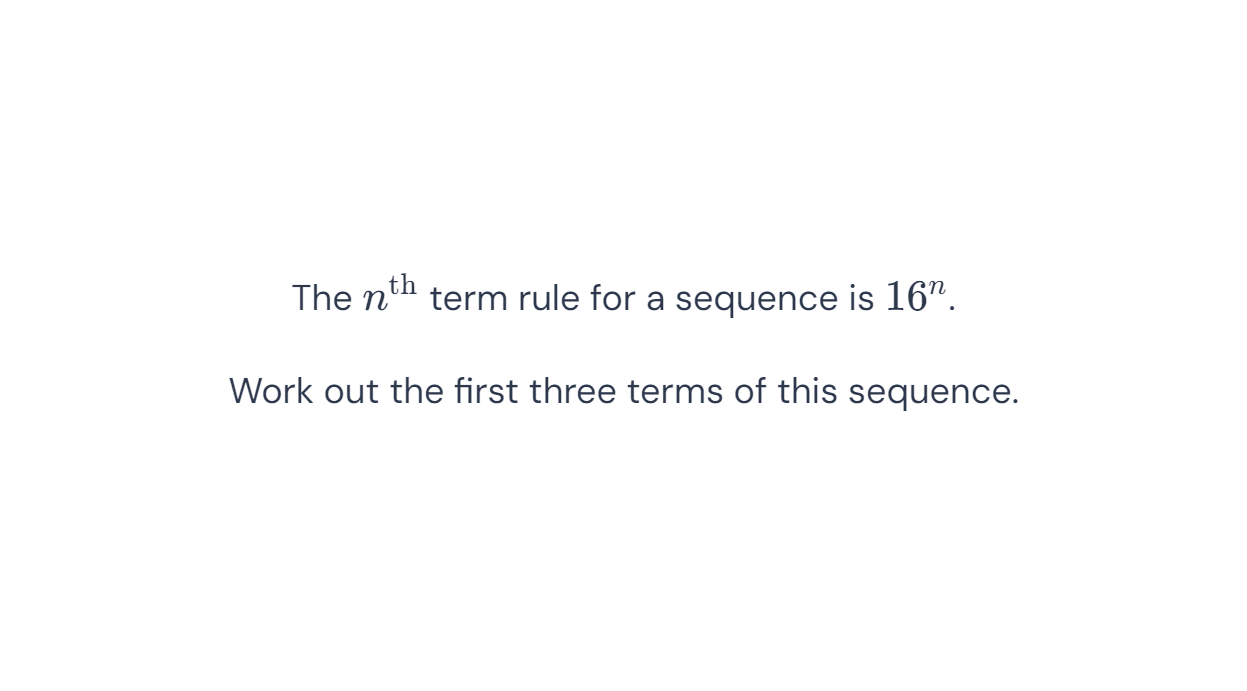 The $n^{\text{th}}$ term rule for a sequence is $16^n$.
Work out the first three terms of this sequence.